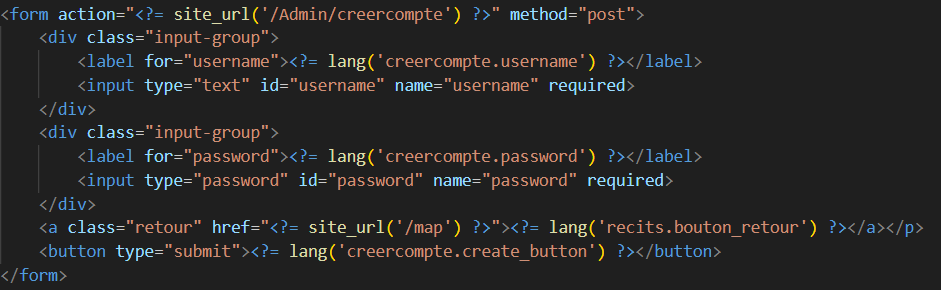 <form action="<?= site_url('/Admin/creercompte') ?>" method="post">
    <div class="input-group">
        <label for="username"><?= lang('creercompte.username') ?></label>
        <input type="text" id="username" name="username" required>
    </div>
    <div class="input-group">
        <label for="password"><?= lang('creercompte.password') ?></label>
        <input type="password" id="password" name="password" required>
    </div>
    <a class="retour" href="<?= site_url('/map') ?>"><?= lang('recits.bouton_retour') ?></a></p>
    <button type="submit"><?= lang('creercompte.create_button') ?></button>
</form>